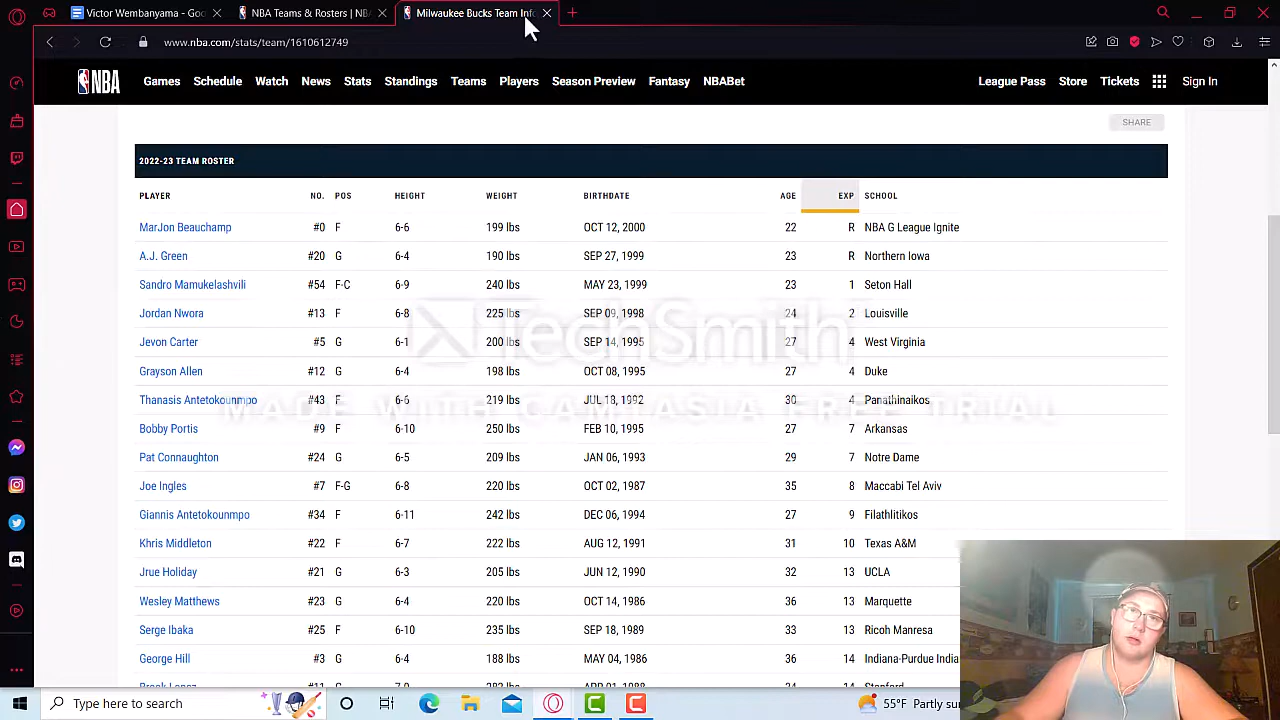 Victor Wembanyama - Goo
NBA Teams & Rosters | NBA
Milwaukee Bucks Team Info
www.nba.com/stats/team/1610612749
NBA Games Schedule Watch News Stats Standings Teams Players Season Preview Fantasy NBABet League Pass Store Tickets Sign In
SHARE
2022-23 TEAM ROSTER
PLAYER NO. POS HEIGHT WEIGHT BIRTHDATE AGE EXP SCHOOL
MarJon Beauchamp #0 F 6-6 199 lbs OCT 12, 2000 22 R NBA G League Ignite
A.J. Green #20 G 6-4 190 lbs SEP 27, 1999 23 R Northern Iowa
Sandro Mamukelashvili #54 F-C 6-9 240 lbs MAY 23, 1999 23 1 Seton Hall
Jordan Nwora #13 F 6-8 225 lbs SEP 09, 1998 24 2 Louisville
TechSmith
Jevon Carter #5 G 6-1 200 lbs SEP 14, 1995 27 4 West Virginia
Grayson Allen #12 G 6-4 198 lbs OCT 08, 1995 27 4 Duke
Thanasis Antetokounmpo #43 F 6-6 219 lbs JUL 18, 1992 30 4 Panathinaikos
MADE WITH CAMTASIA FREE TRIAL
Bobby Portis #9 F 6-10 250 lbs FEB 10, 1995 27 7 Arkansas
Pat Connaughton #24 G 6-5 209 lbs JAN 06, 1993 29 7 Notre Dame
Joe Ingles #7 F-G 6-8 220 lbs OCT 02, 1987 35 8 Maccabi Tel Aviv
Giannis Antetokounmpo #34 F 6-11 242 lbs DEC 06, 1994 27 9 Filathlitikos
Khris Middleton #22 F 6-7 222 lbs AUG 12, 1991 31 10 Texas A&M
Jrue Holiday #21 G 6-3 205 lbs JUN 12, 1990 32 13 UCLA
Wesley Matthews #23 G 6-4 220 lbs OCT 14, 1986 36 13 Marquette
Serge Ibaka #25 F 6-10 235 lbs SEP 18, 1989 33 13 Ricoh Manresa
George Hill #3 G 6-4 188 lbs MAY 04, 1986 36 14 Indiana-Purdue India
Type here to search
55°F Partly sun